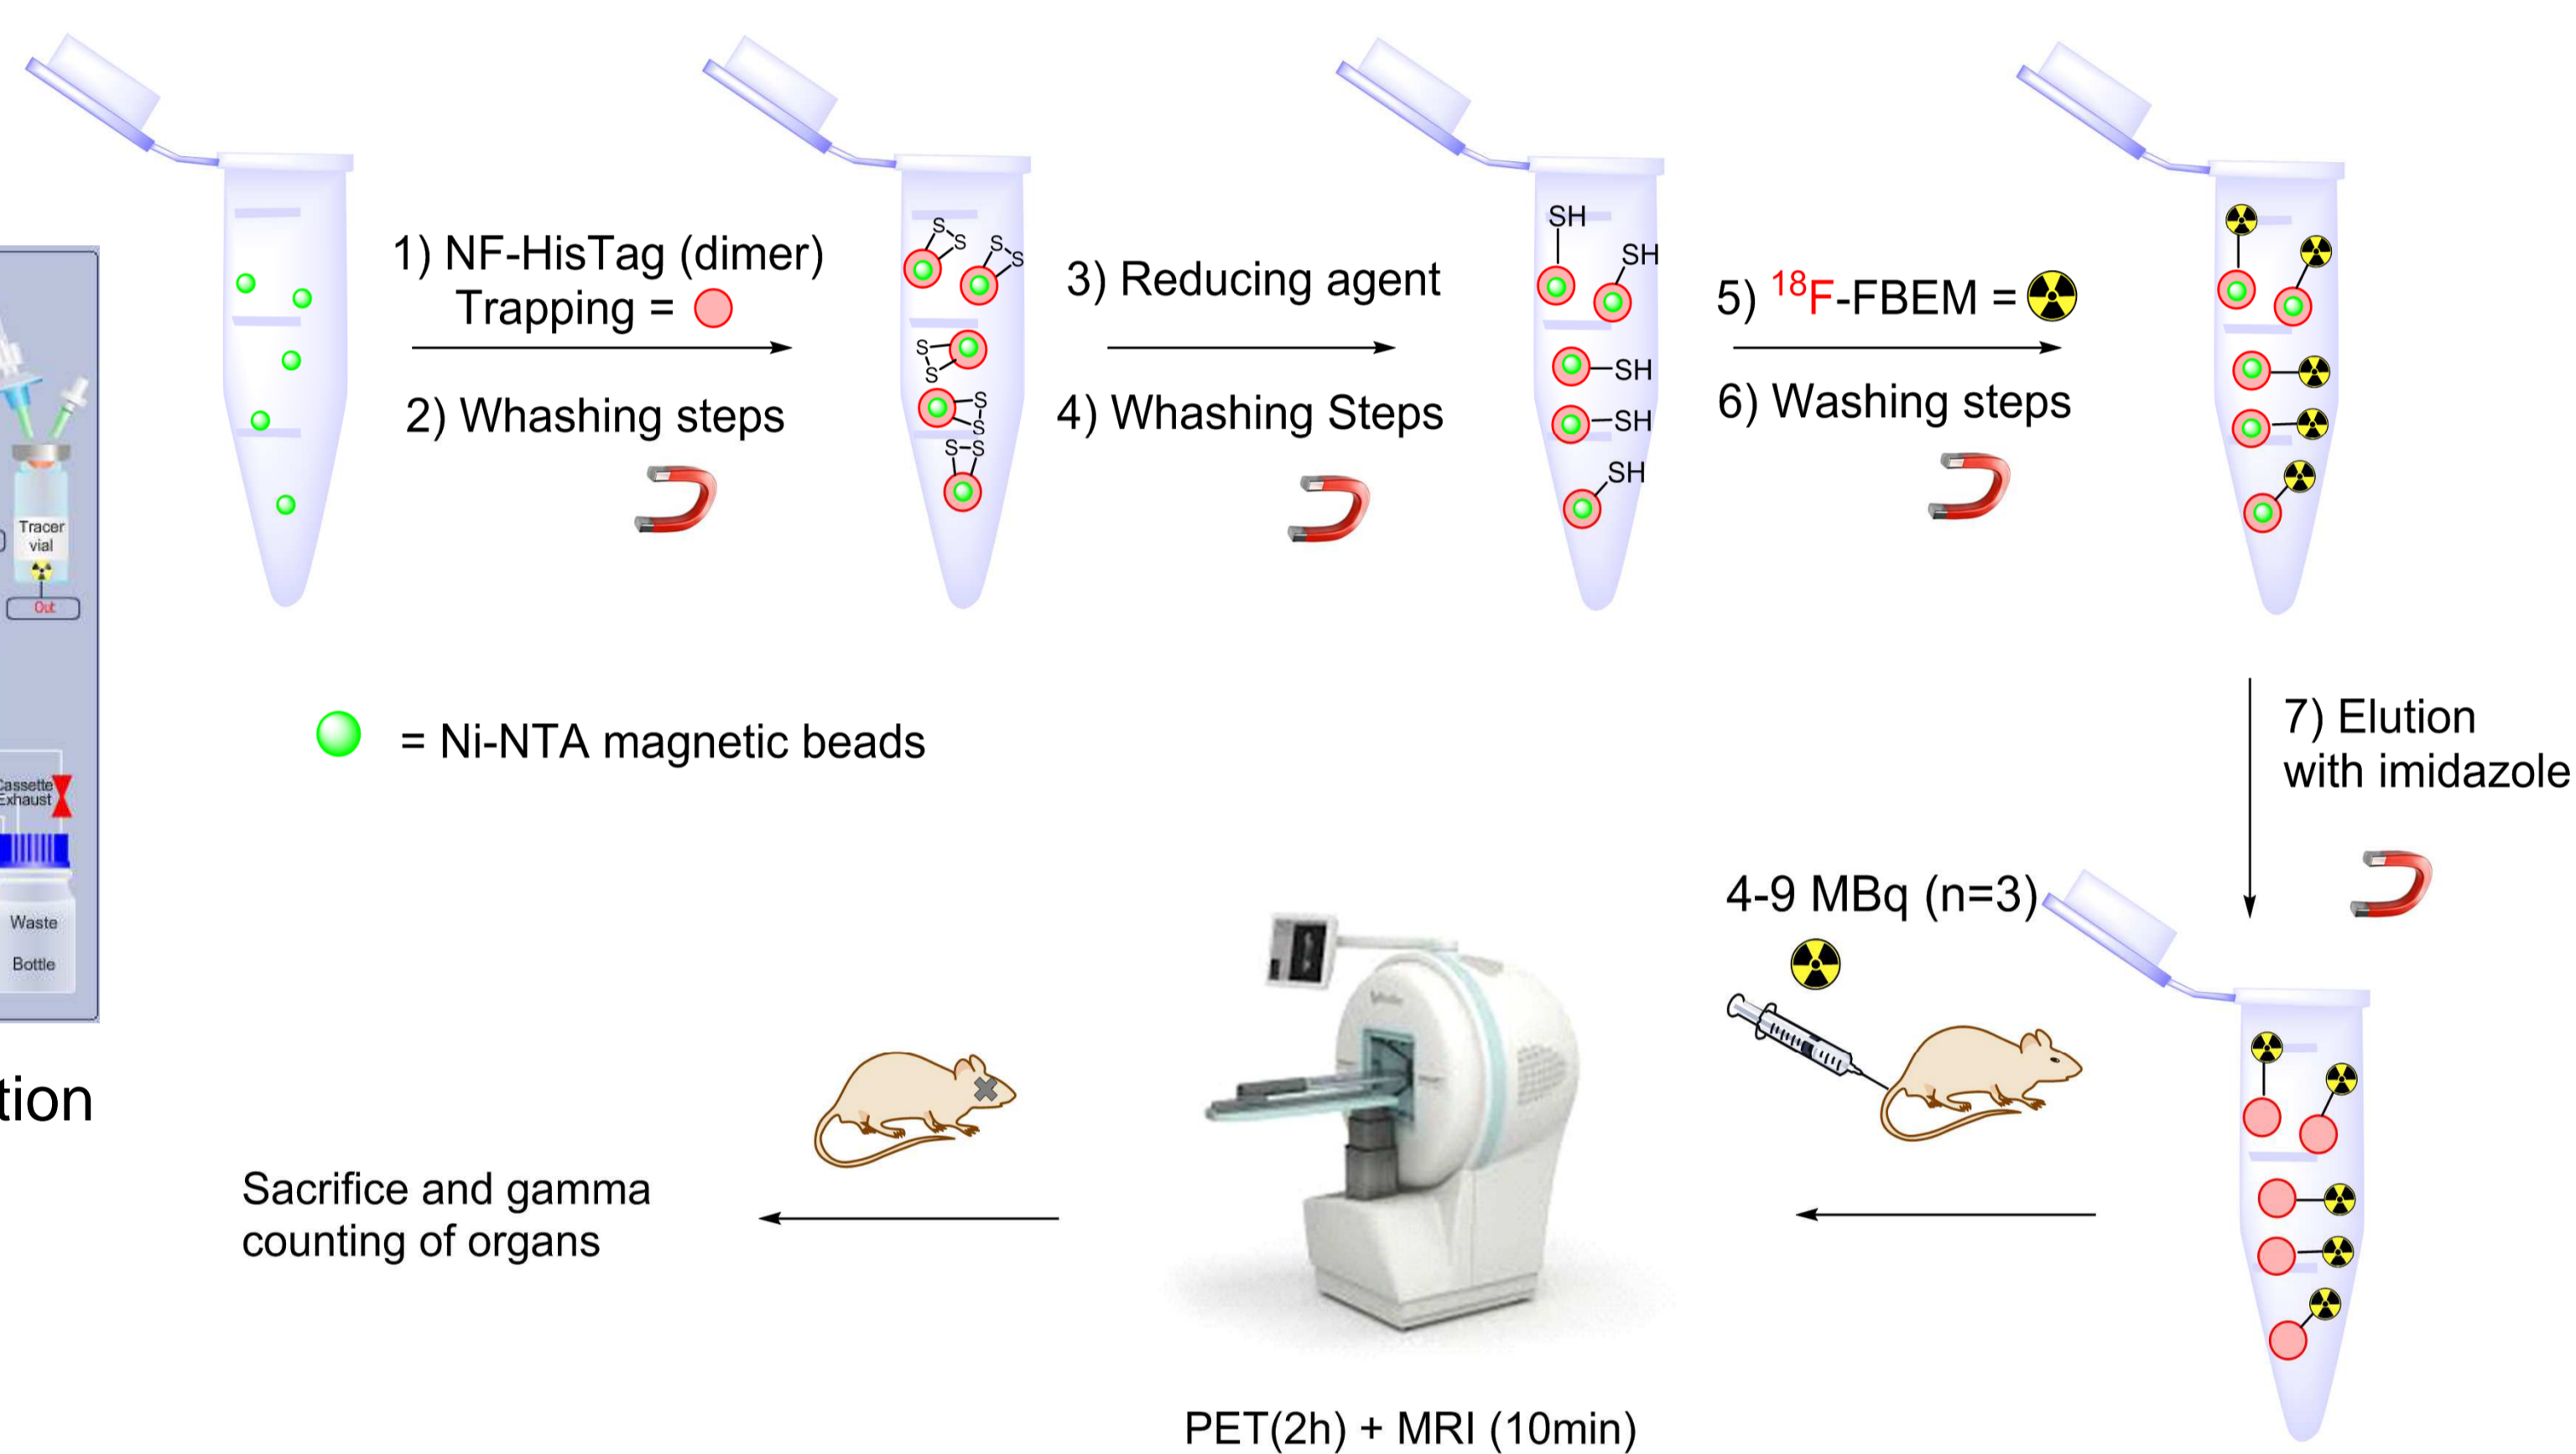 1) NF-HisTag (dimer)
Trapping =
2) Whashing steps
S
S
S
S
S
S
S
S
S-S
3) Reducing agent
4) Whashing Steps
SH
SH
SH
SH
SH
5) 18F-FBEM =
6) Washing steps
Tracer
vial
Out
= Ni-NTA magnetic beads
7) Elution
with imidazole
Cassette
Exhaust
Waste
Bottle
4-9 MBq (n=3)
tion
Sacrifice and gamma
counting of organs
PET(2h) + MRI (10min)